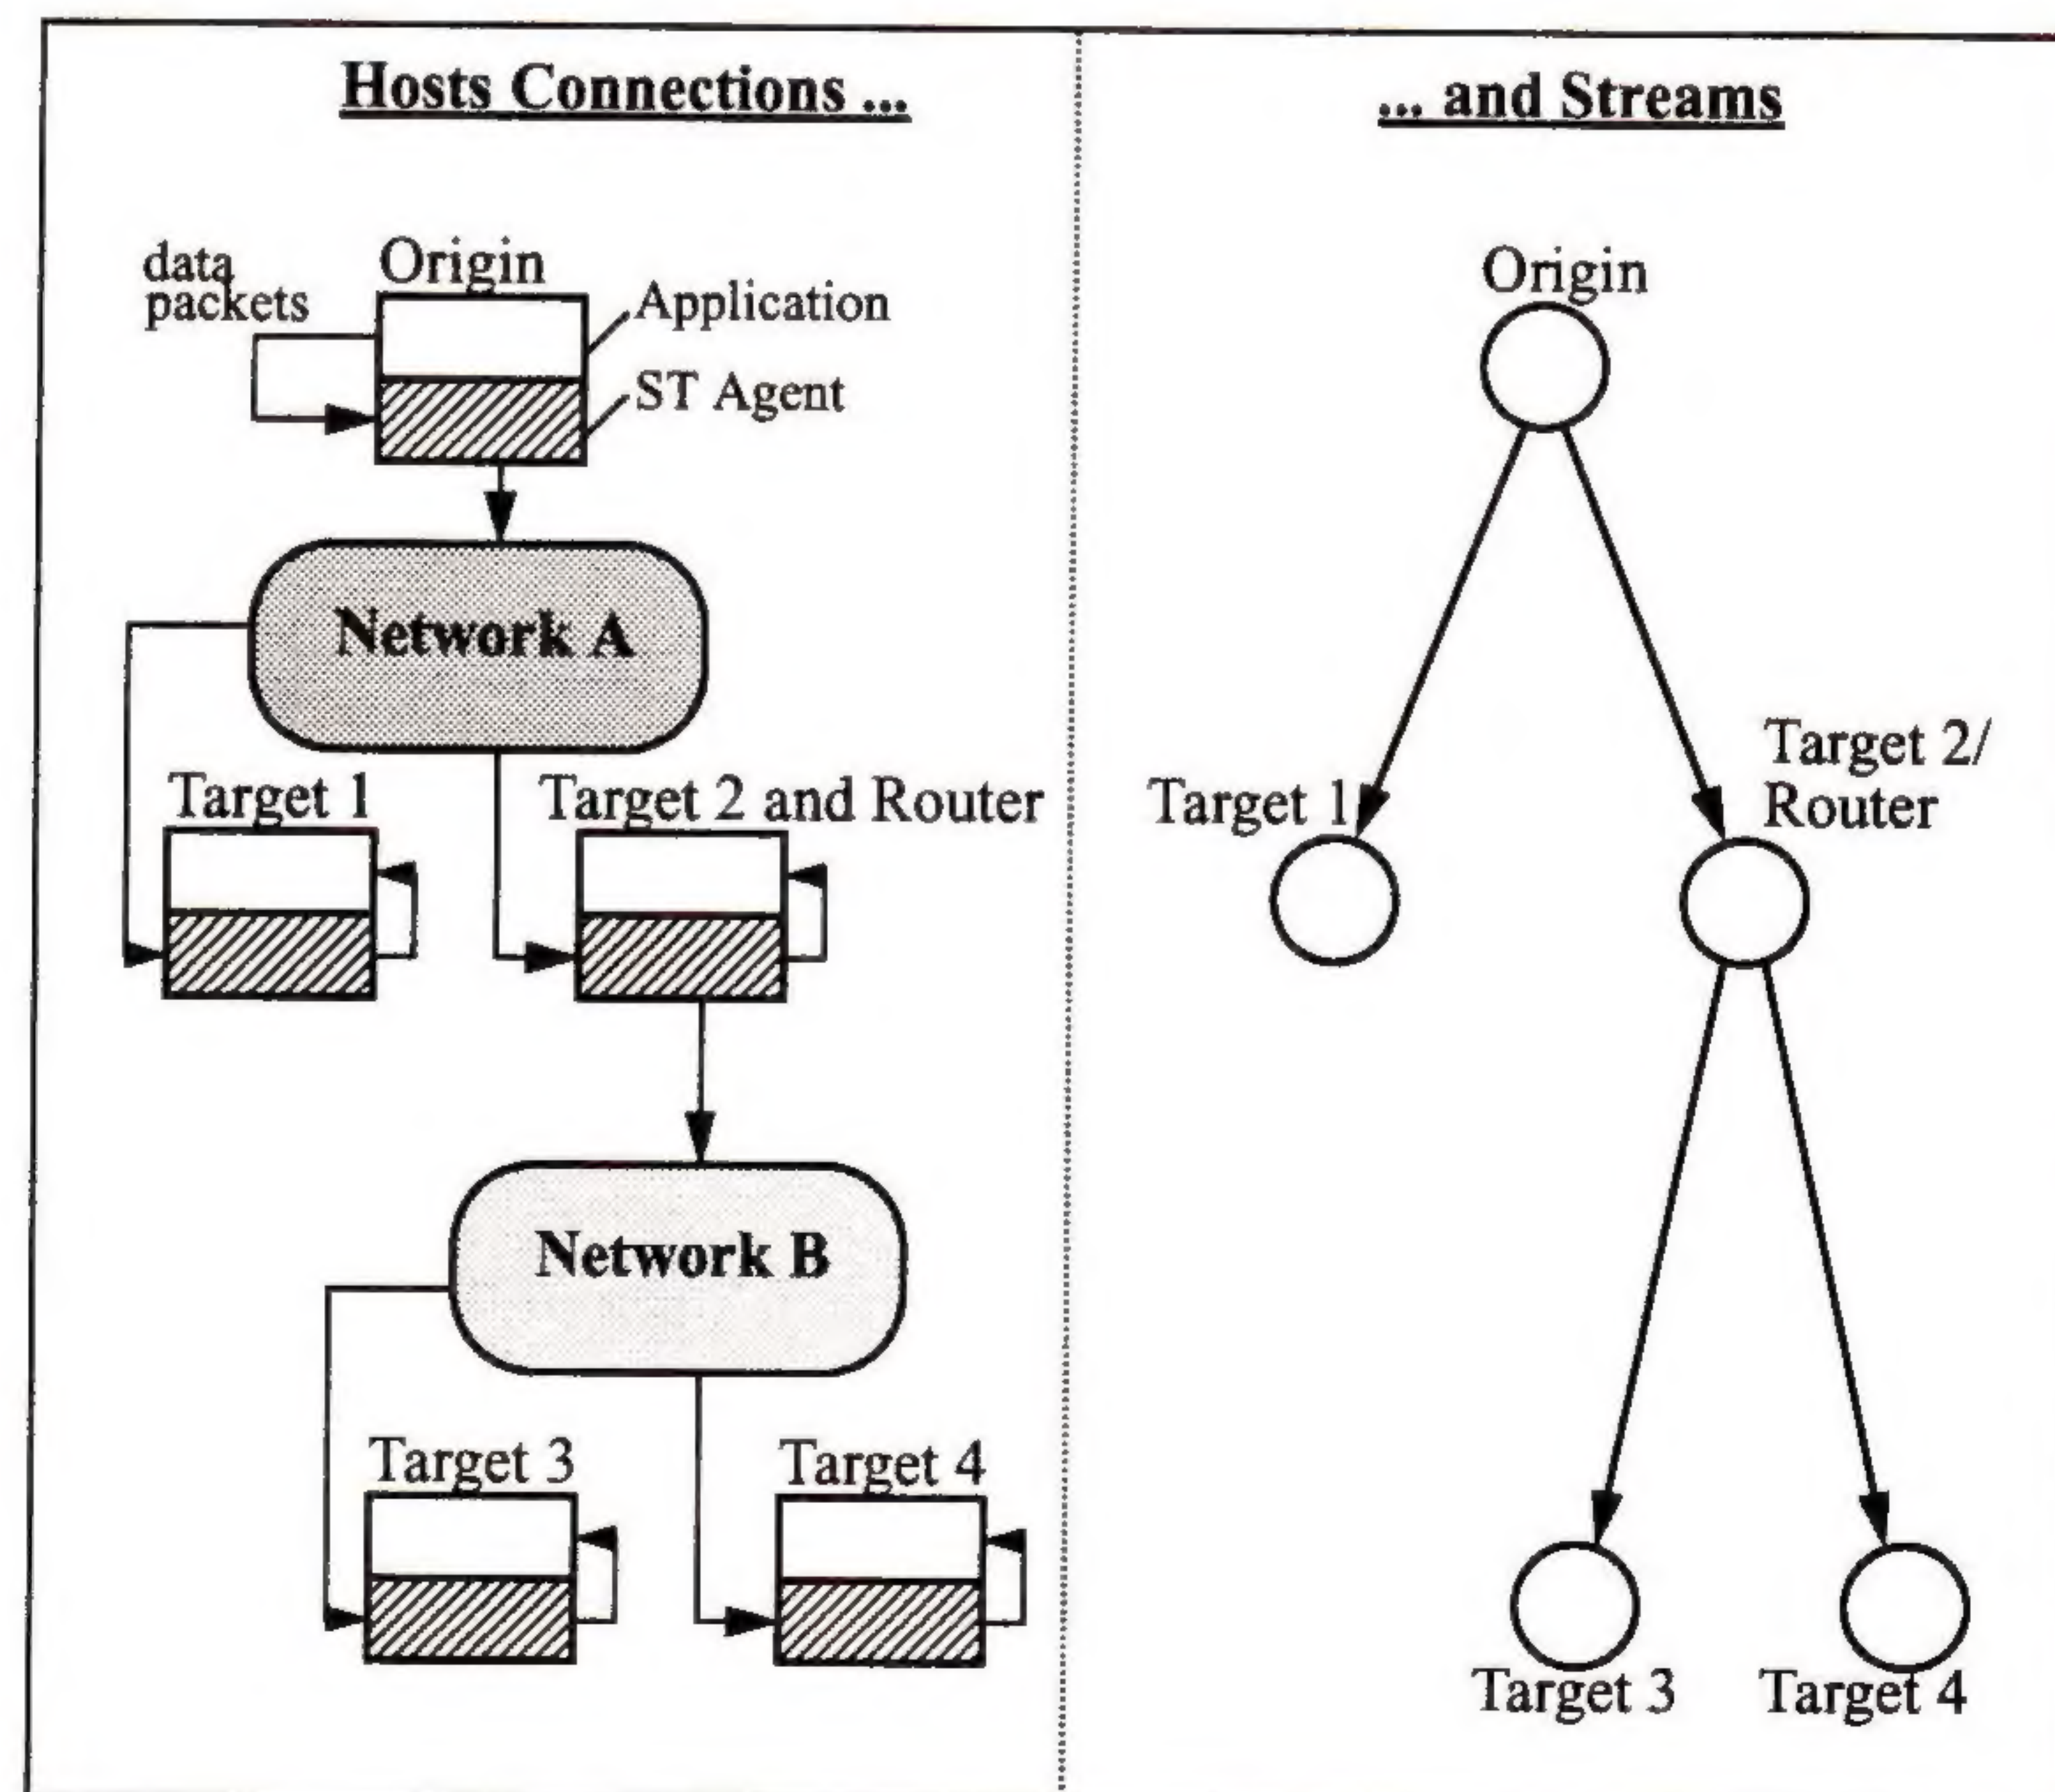 Hosts Connections ...
data
packets
Origin
Application
ST Agent
Network A
Target 1
Target 2 and Router
Network B
Target 3
Target 4
... and Streams
Origin
Target 1
Target 2/
Router
Target 3
Target 4